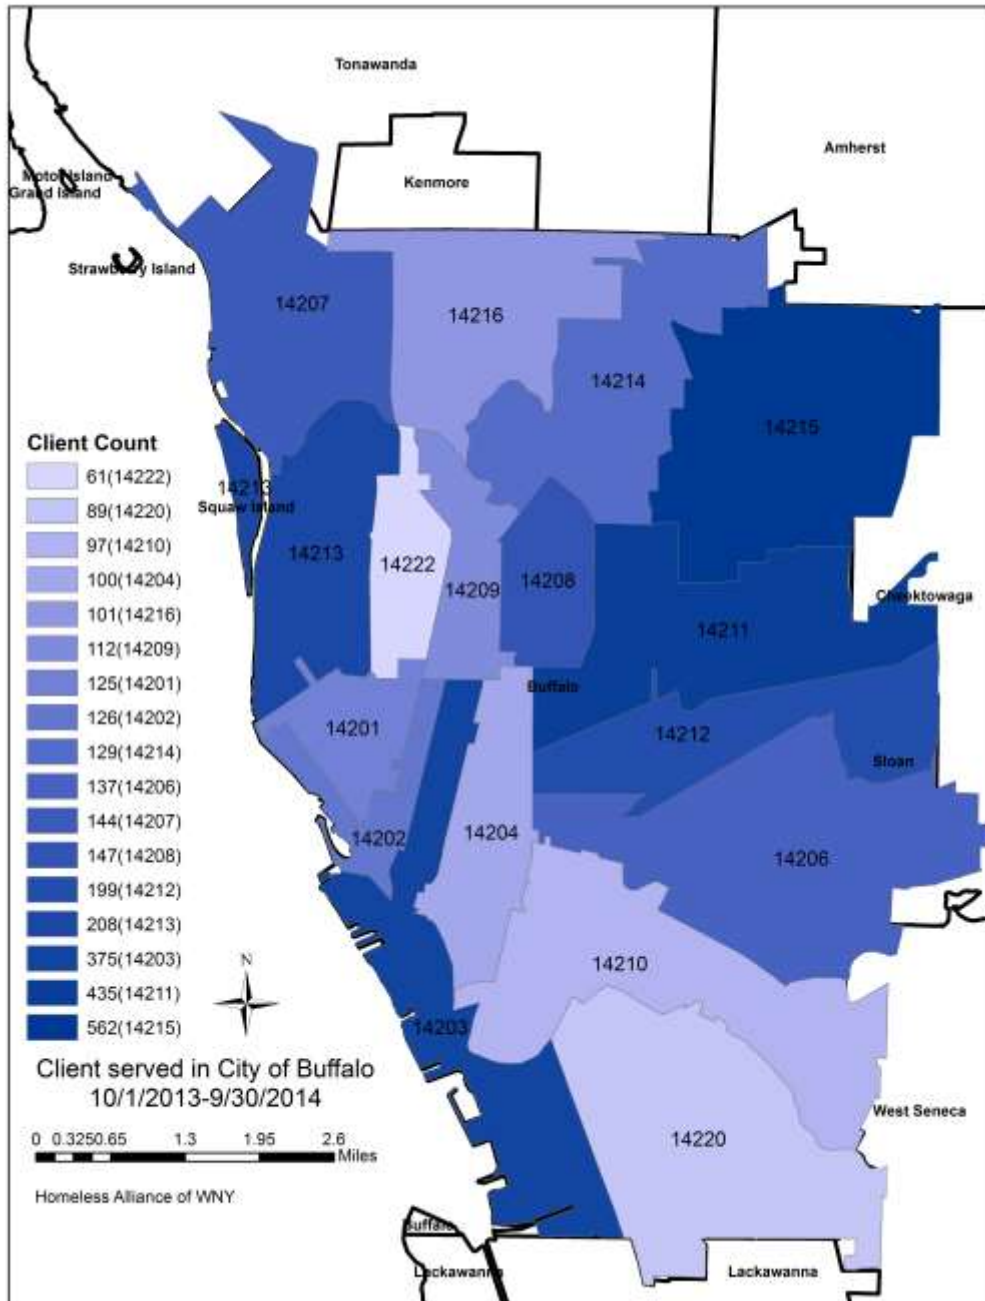 Tonawanda
Amherst
Kenmore
Moto Island
Grand Island
Strawberry Island
14207
14216
14214
14215
Client Count
61(14222)
89(14220)
97(14210)
100(14204)
101(14216)
112(14209)
125(14201)
126(14202)
129(14214)
137(14206)
144(14207)
147(14208)
199(14212)
208(14213)
375(14203)
435(14211)
562(14215)
14213
Squaw Island
14213
14222
14209
14208
Cheektowaga
14211
Buffalo
14201
14212
Sloan
14202
14204
14206
14210
N
14203
Client served in City of Buffalo
10/1/2013-9/30/2014
West Seneca
14220
0 0.325 0.65 1.3 1.95 2.6
Miles
Homeless Alliance of WNY
Buffalo
Lackawanna
Lackawanna